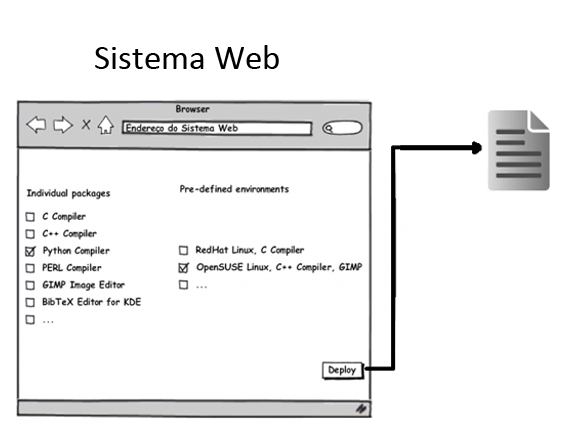 Sistema Web
Browser
X
Endereço do Sistema Web
Individual packages
C Compiler
C++ Compiler
Python Compiler
PERL Compiler
GIMP Image Editor
BibTeX Editor for KDE
...
Pre-defined environments
RedHat Linux, C Compiler
OpenSUSE Linux, C++ Compiler, GIMP
...
Deploy